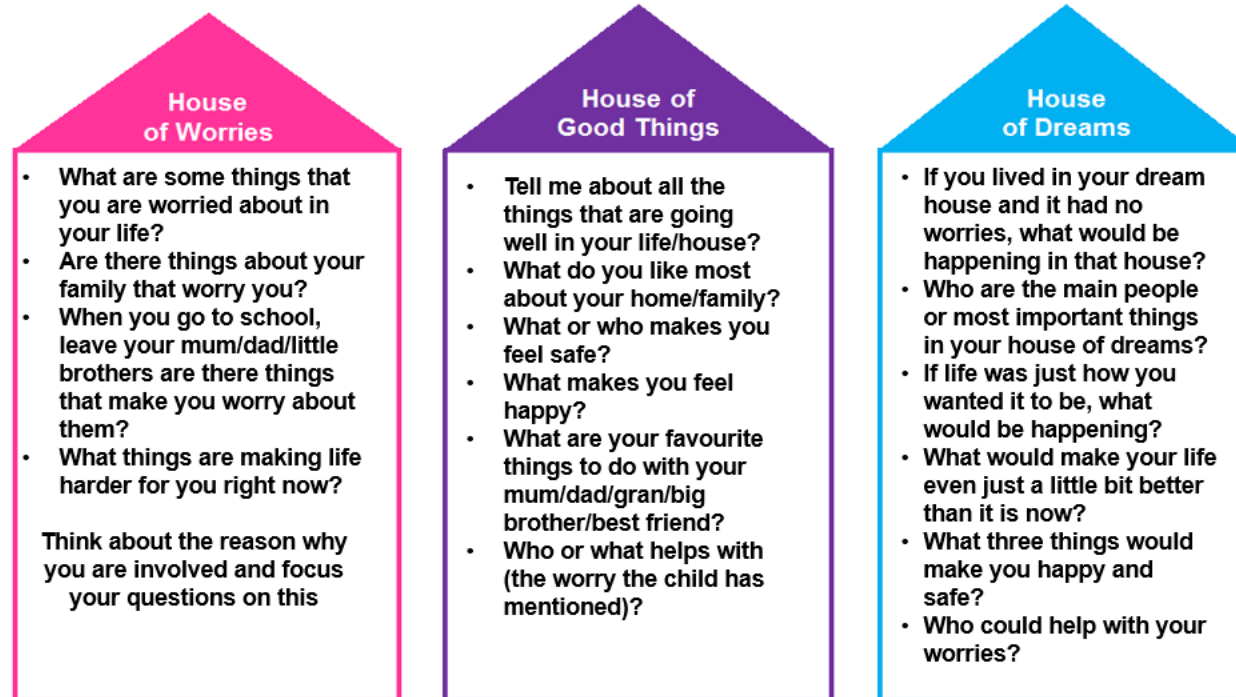 House
of Worries
• What are some things that
you are worried about in
your life?
• Are there things about your
family that worry you?
• When you go to school,
leave your mum/dad/little
brothers are there things
that make you worry about
them?
• What things are making life
harder for you right now?
Think about the reason why
you are involved and focus
your questions on this
House of
Good Things
• Tell me about all the
things that are going
well in your life/house?
• What do you like most
about your home/family?
• What or who makes you
feel safe?
• What makes you feel
happy?
• What are your favourite
things to do with your
mum/dad/gran/big
brother/best friend?
• Who or what helps with
(the worry the child has
mentioned)?
House
of Dreams
• If you lived in your dream
house and it had no
worries, what would be
happening in that house?
• Who are the main people
or most important things
in your house of dreams?
• If life was just how you
wanted it to be, what
would be happening?
• What would make your life
even just a little bit better
than it is now?
• What three things would
make you happy and
safe?
• Who could help with your
worries?